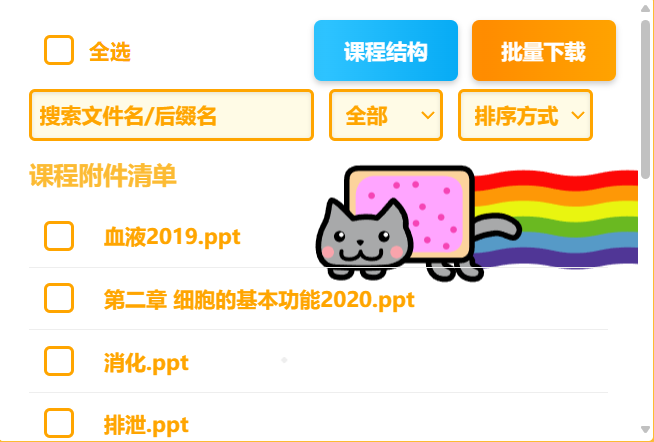 全选
课程结构
批量下载
搜索文件名/后缀名
全部
排序方式
课程附件清单
血液2019.ppt
第二章 细胞的基本功能2020.ppt
消化.ppt
排泄.ppt